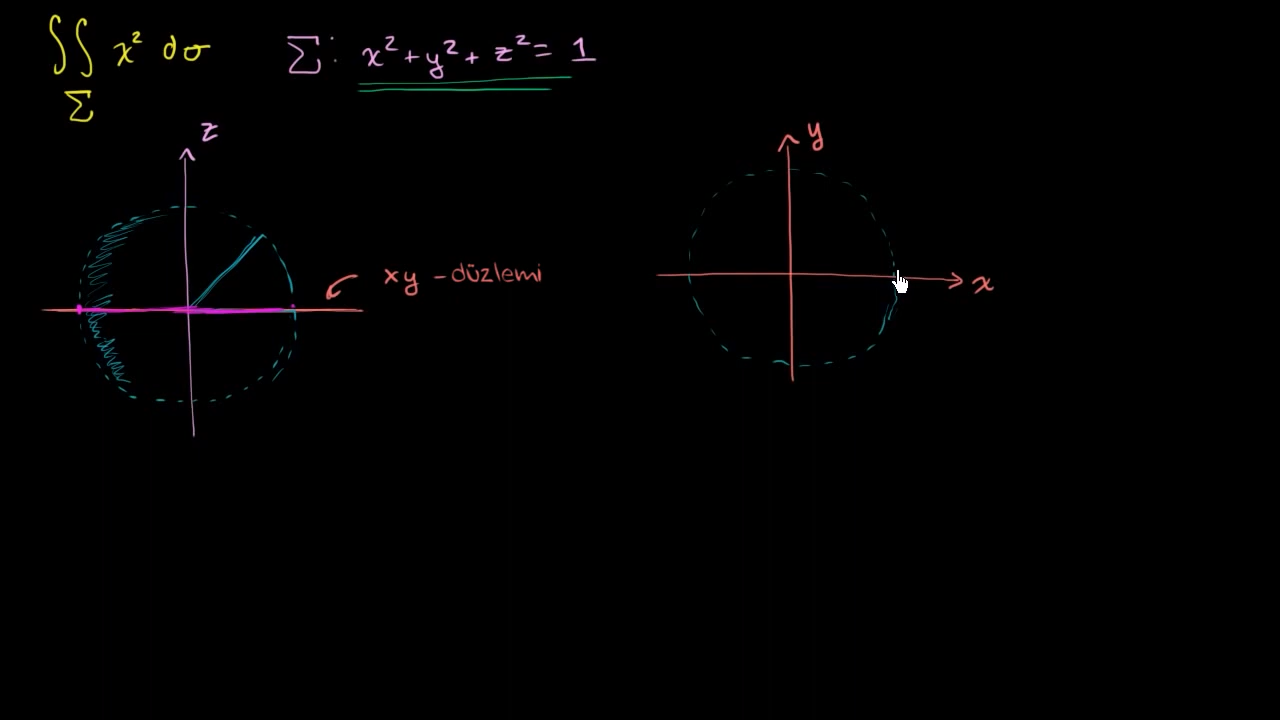 ∬ x² dσ Σ: x² + y² + z² = 1
Σ
z
y
xy - düzlemi
x